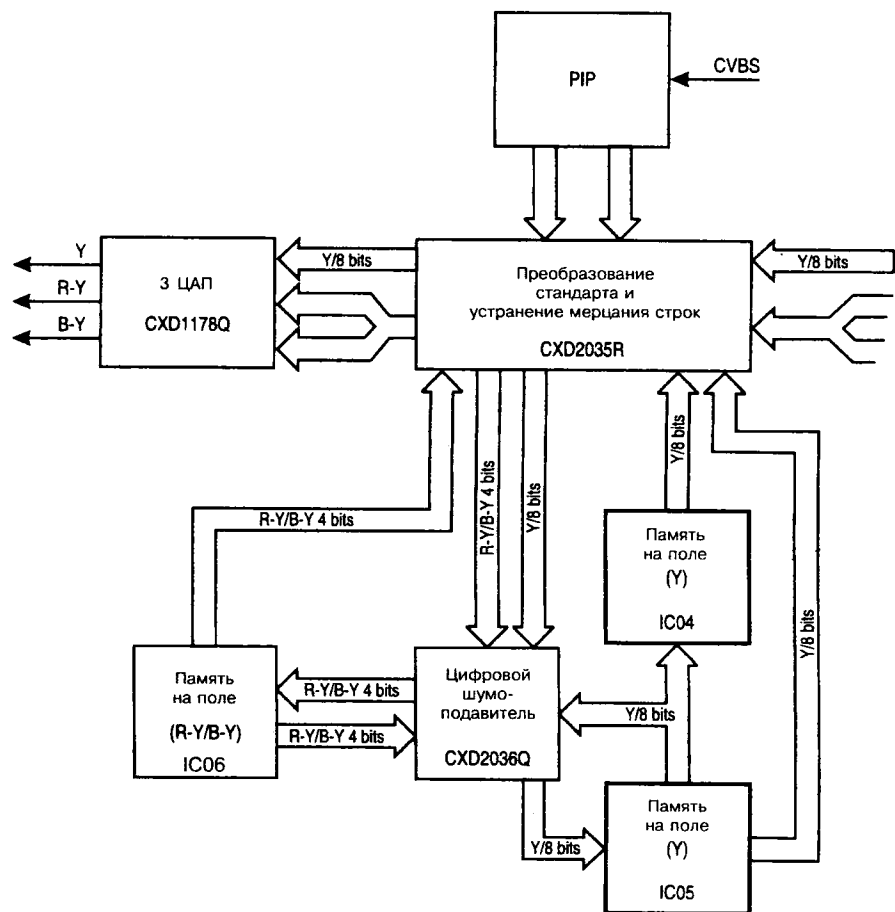 PIP
CVBS
Y
R-Y
B-Y
3 ЦАП
CXD1178Q
Y/8 bits
Преобразование
стандарта и
устранение мерцания строк
CXD2035R
Y/8 bits
R-Y/B-Y 4 bits
R-Y/B-Y 4 bits
Y/8 bits
Y/8 bits
Y/8 bits
Память
на поле
(Y)
IC04
Память
на поле
(R-Y/B-Y)
IC06
R-Y/B-Y 4 bits
R-Y/B-Y 4 bits
Цифровой
шумо-
подавитель
CXD2036Q
Y/8 bits
Y/8 bits
Память
на поле
(Y)
IC05